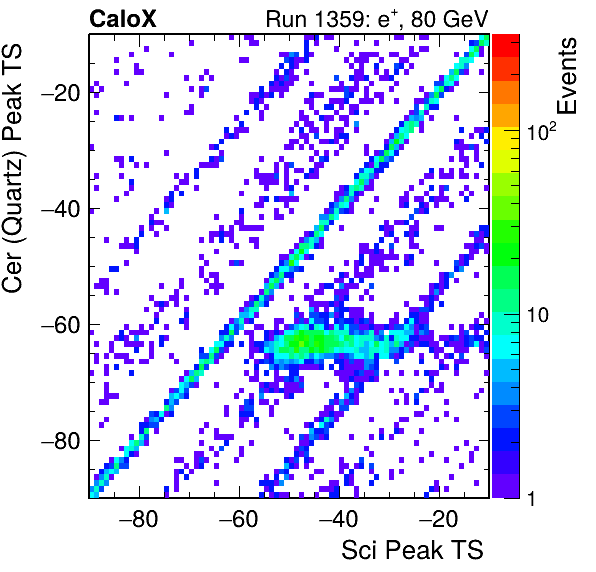 CaloX
Run 1359: e⁺, 80 GeV
Cer (Quartz) Peak TS
−20
−40
−60
−80
−80
−60
−40
−20
Sci Peak TS
Events
10²
10
1